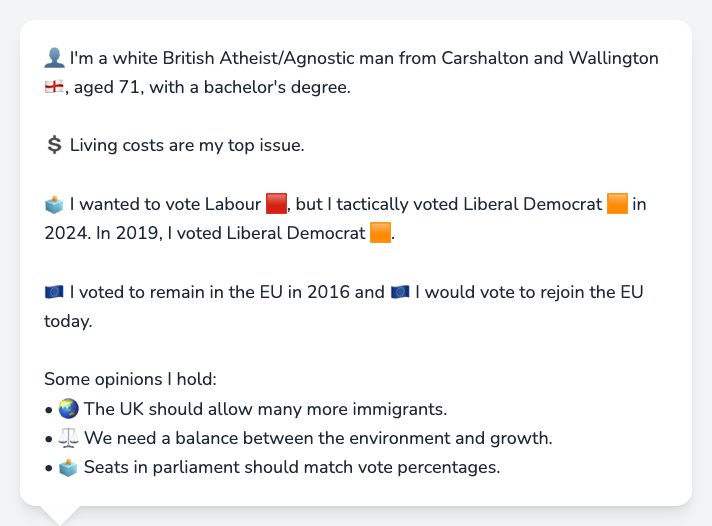 👤 I'm a white British Atheist/Agnostic man from Carshalton and Wallington
🏴󠁧󠁢󠁥󠁮󠁧󠁿, aged 71, with a bachelor's degree.
💲 Living costs are my top issue.
🗳️ I wanted to vote Labour 🟥, but I tactically voted Liberal Democrat 🟧 in
2024. In 2019, I voted Liberal Democrat 🟧.
🇪🇺 I voted to remain in the EU in 2016 and 🇪🇺 I would vote to rejoin the EU
today.
Some opinions I hold:
• 🌏 The UK should allow many more immigrants.
• ⚖️ We need a balance between the environment and growth.
• 🗳️ Seats in parliament should match vote percentages.